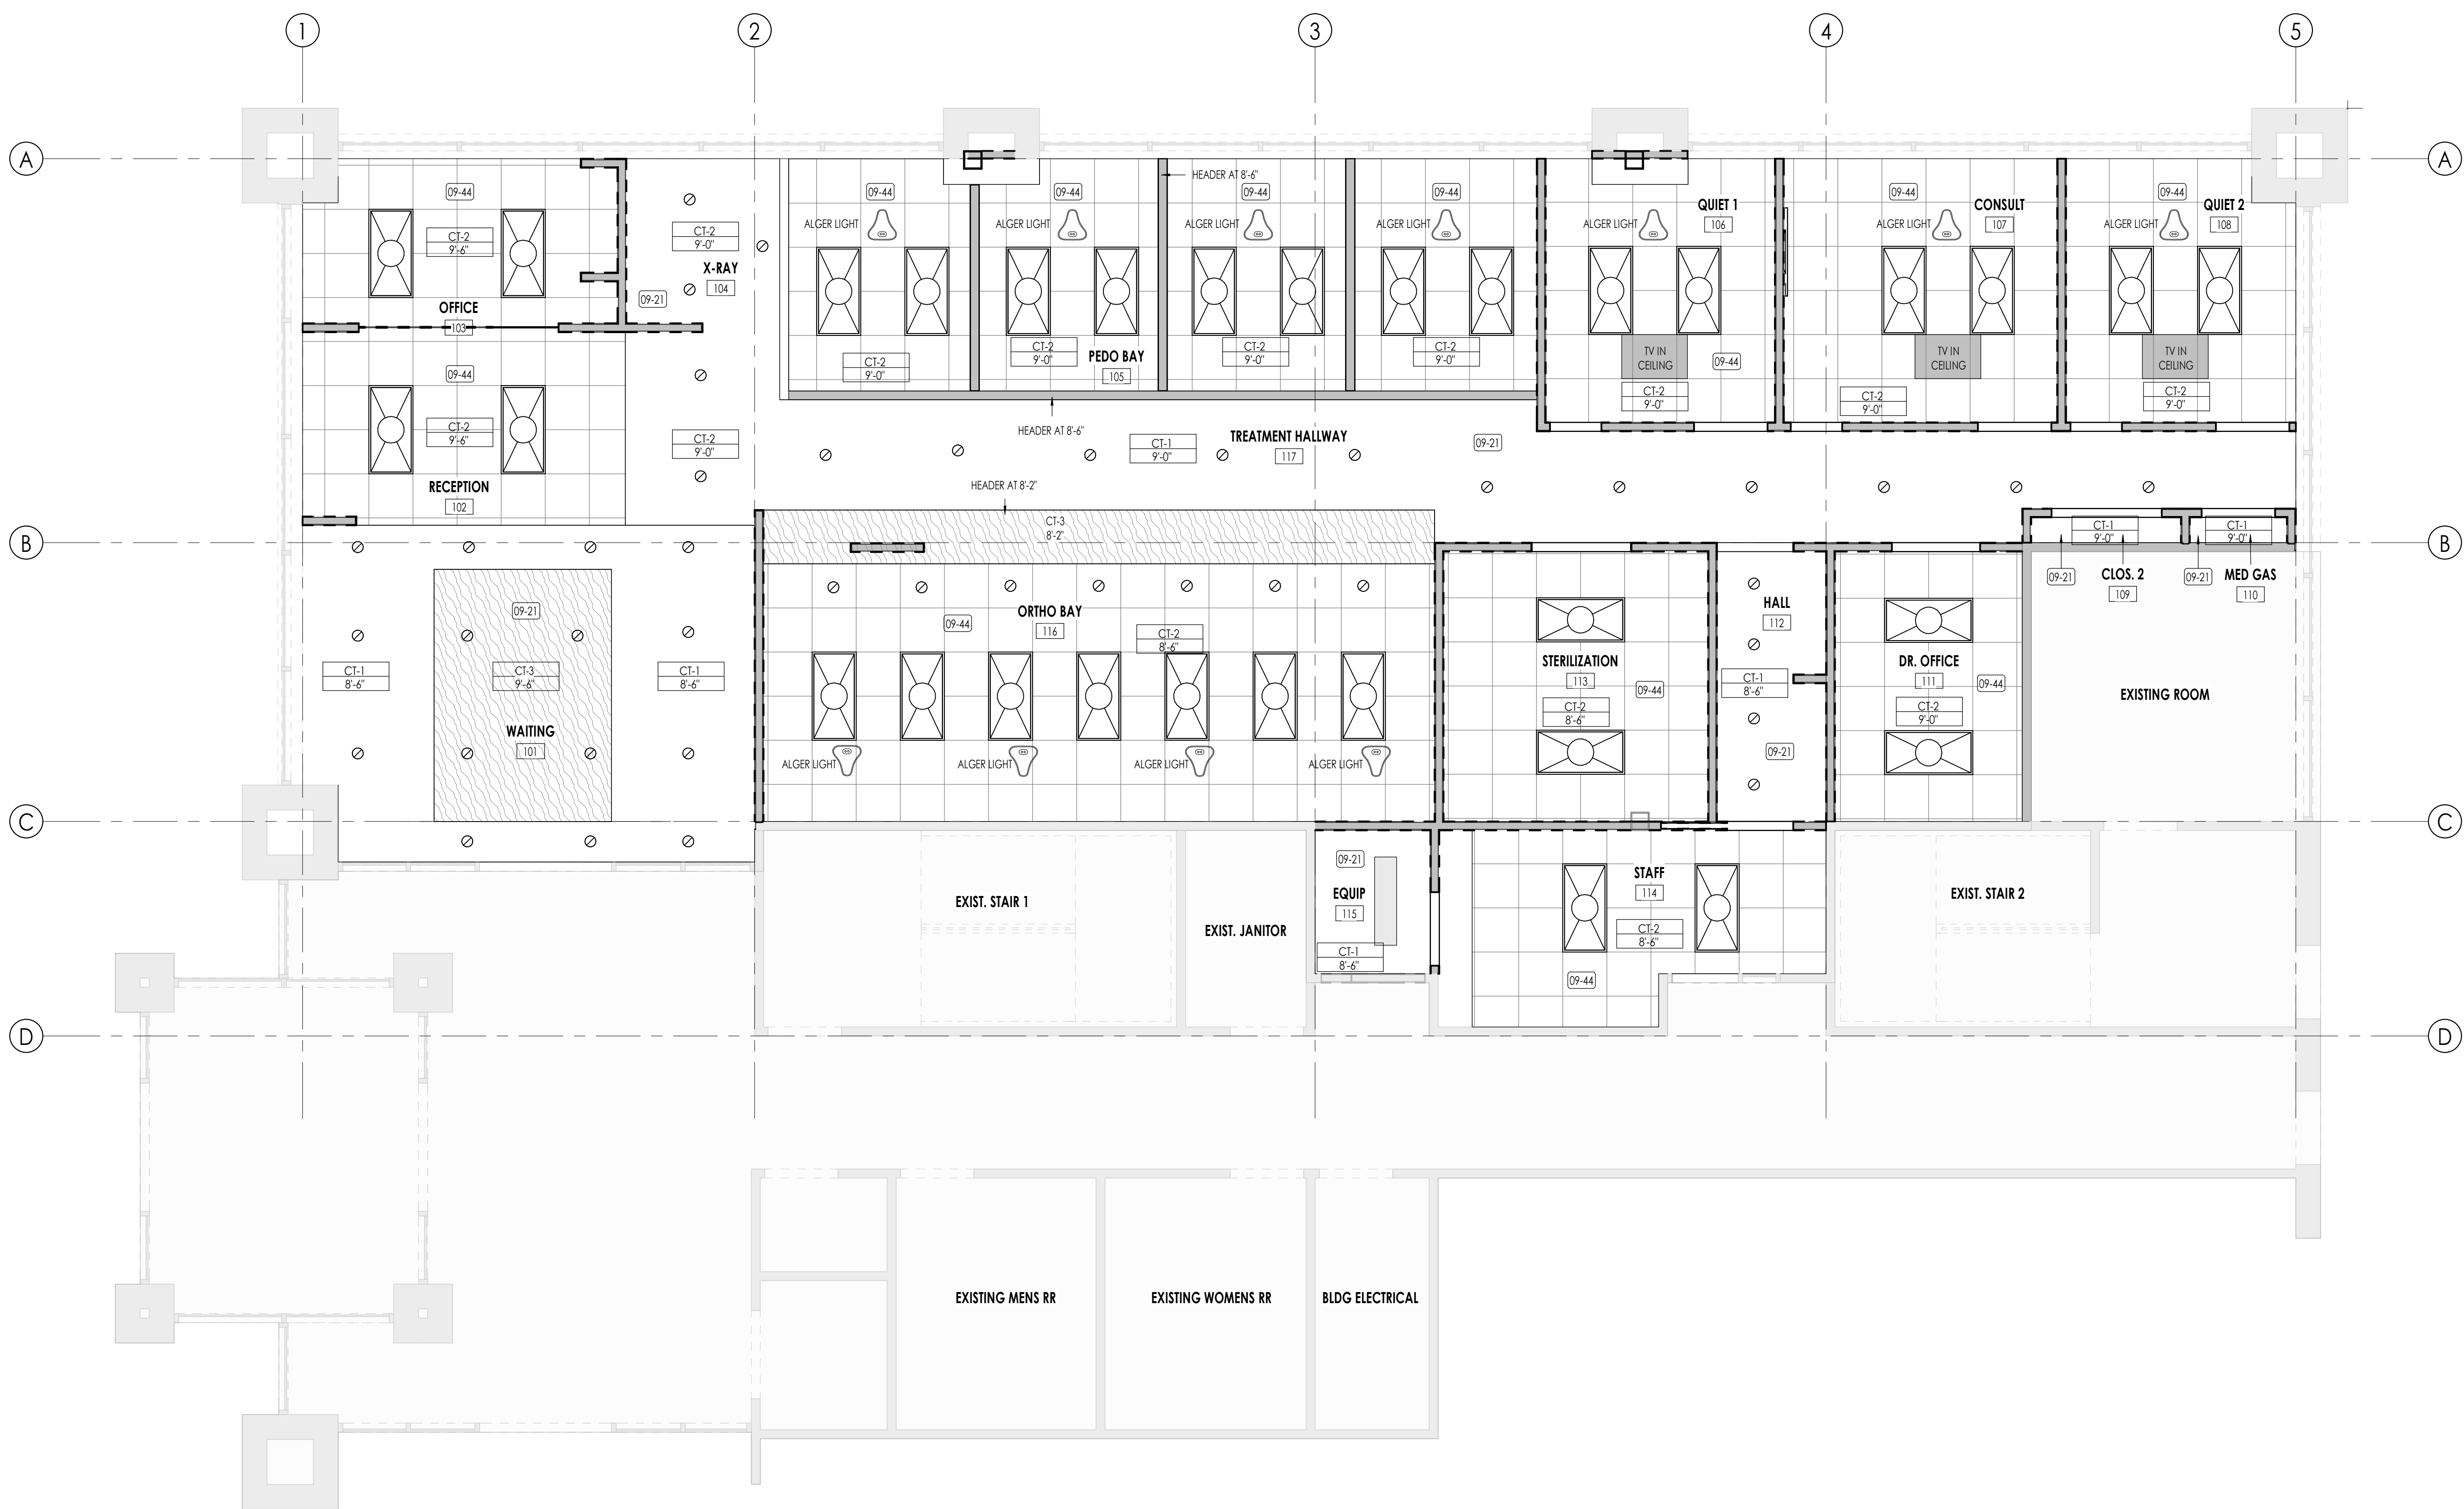 1
2
3
4
5
A
A
09-44
09-44
09-44
HEADER AT 8'-6"
09-44
09-44
09-44
09-44
QUIET 1
106
CONSULT
107
QUIET 2
108
ALGER LIGHT
ALGER LIGHT
ALGER LIGHT
ALGER LIGHT
ALGER LIGHT
ALGER LIGHT
ALGER LIGHT
CT-2
9'-6"
CT-2
9'-0"
X-RAY
104
09-21
OFFICE
103
CT-2
9'-0"
CT-2
9'-0"
PEDO BAY
105
CT-2
9'-0"
CT-2
9'-0"
TV IN
CEILING
09-44
CT-2
9'-0"
TV IN
CEILING
CT-2
9'-0"
TV IN
CEILING
CT-2
9'-0"
09-44
CT-2
9'-6"
CT-2
9'-0"
HEADER AT 8'-6"
CT-1
9'-0"
TREATMENT HALLWAY
117
09-21
RECEPTION
102
HEADER AT 8'-2"
CT-3
8'-2"
CT-1
9'-0"
CT-1
9'-0"
B
B
09-21
CLOS. 2
109
09-21
MED GAS
110
09-21
09-44
ORTHO BAY
116
CT-2
8'-6"
HALL
112
CT-1
8'-6"
CT-3
9'-6"
CT-1
8'-6"
STERILIZATION
113
09-44
CT-2
8'-6"
CT-1
8'-6"
DR. OFFICE
111
09-44
CT-2
9'-0"
EXISTING ROOM
WAITING
101
09-21
ALGER LIGHT
ALGER LIGHT
ALGER LIGHT
ALGER LIGHT
C
C
09-21
EQUIP
115
CT-1
8'-6"
STAFF
114
CT-2
8'-6"
09-44
EXIST. STAIR 1
EXIST. JANITOR
EXIST. STAIR 2
D
D
EXISTING MENS RR
EXISTING WOMENS RR
BLDG ELECTRICAL